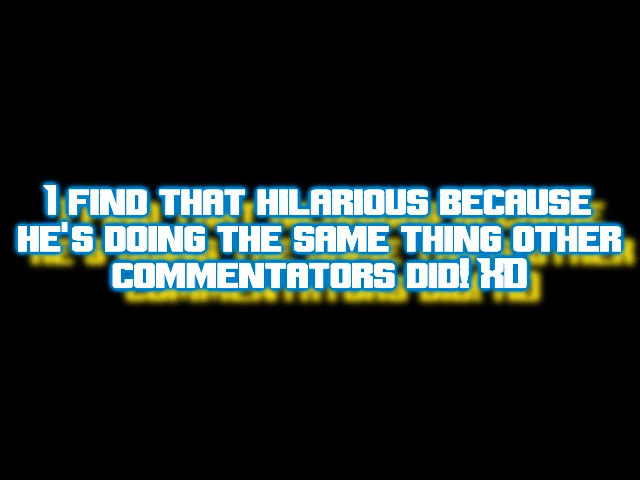 I find that hilarious because
he's doing the same thing other
commentators did! XD